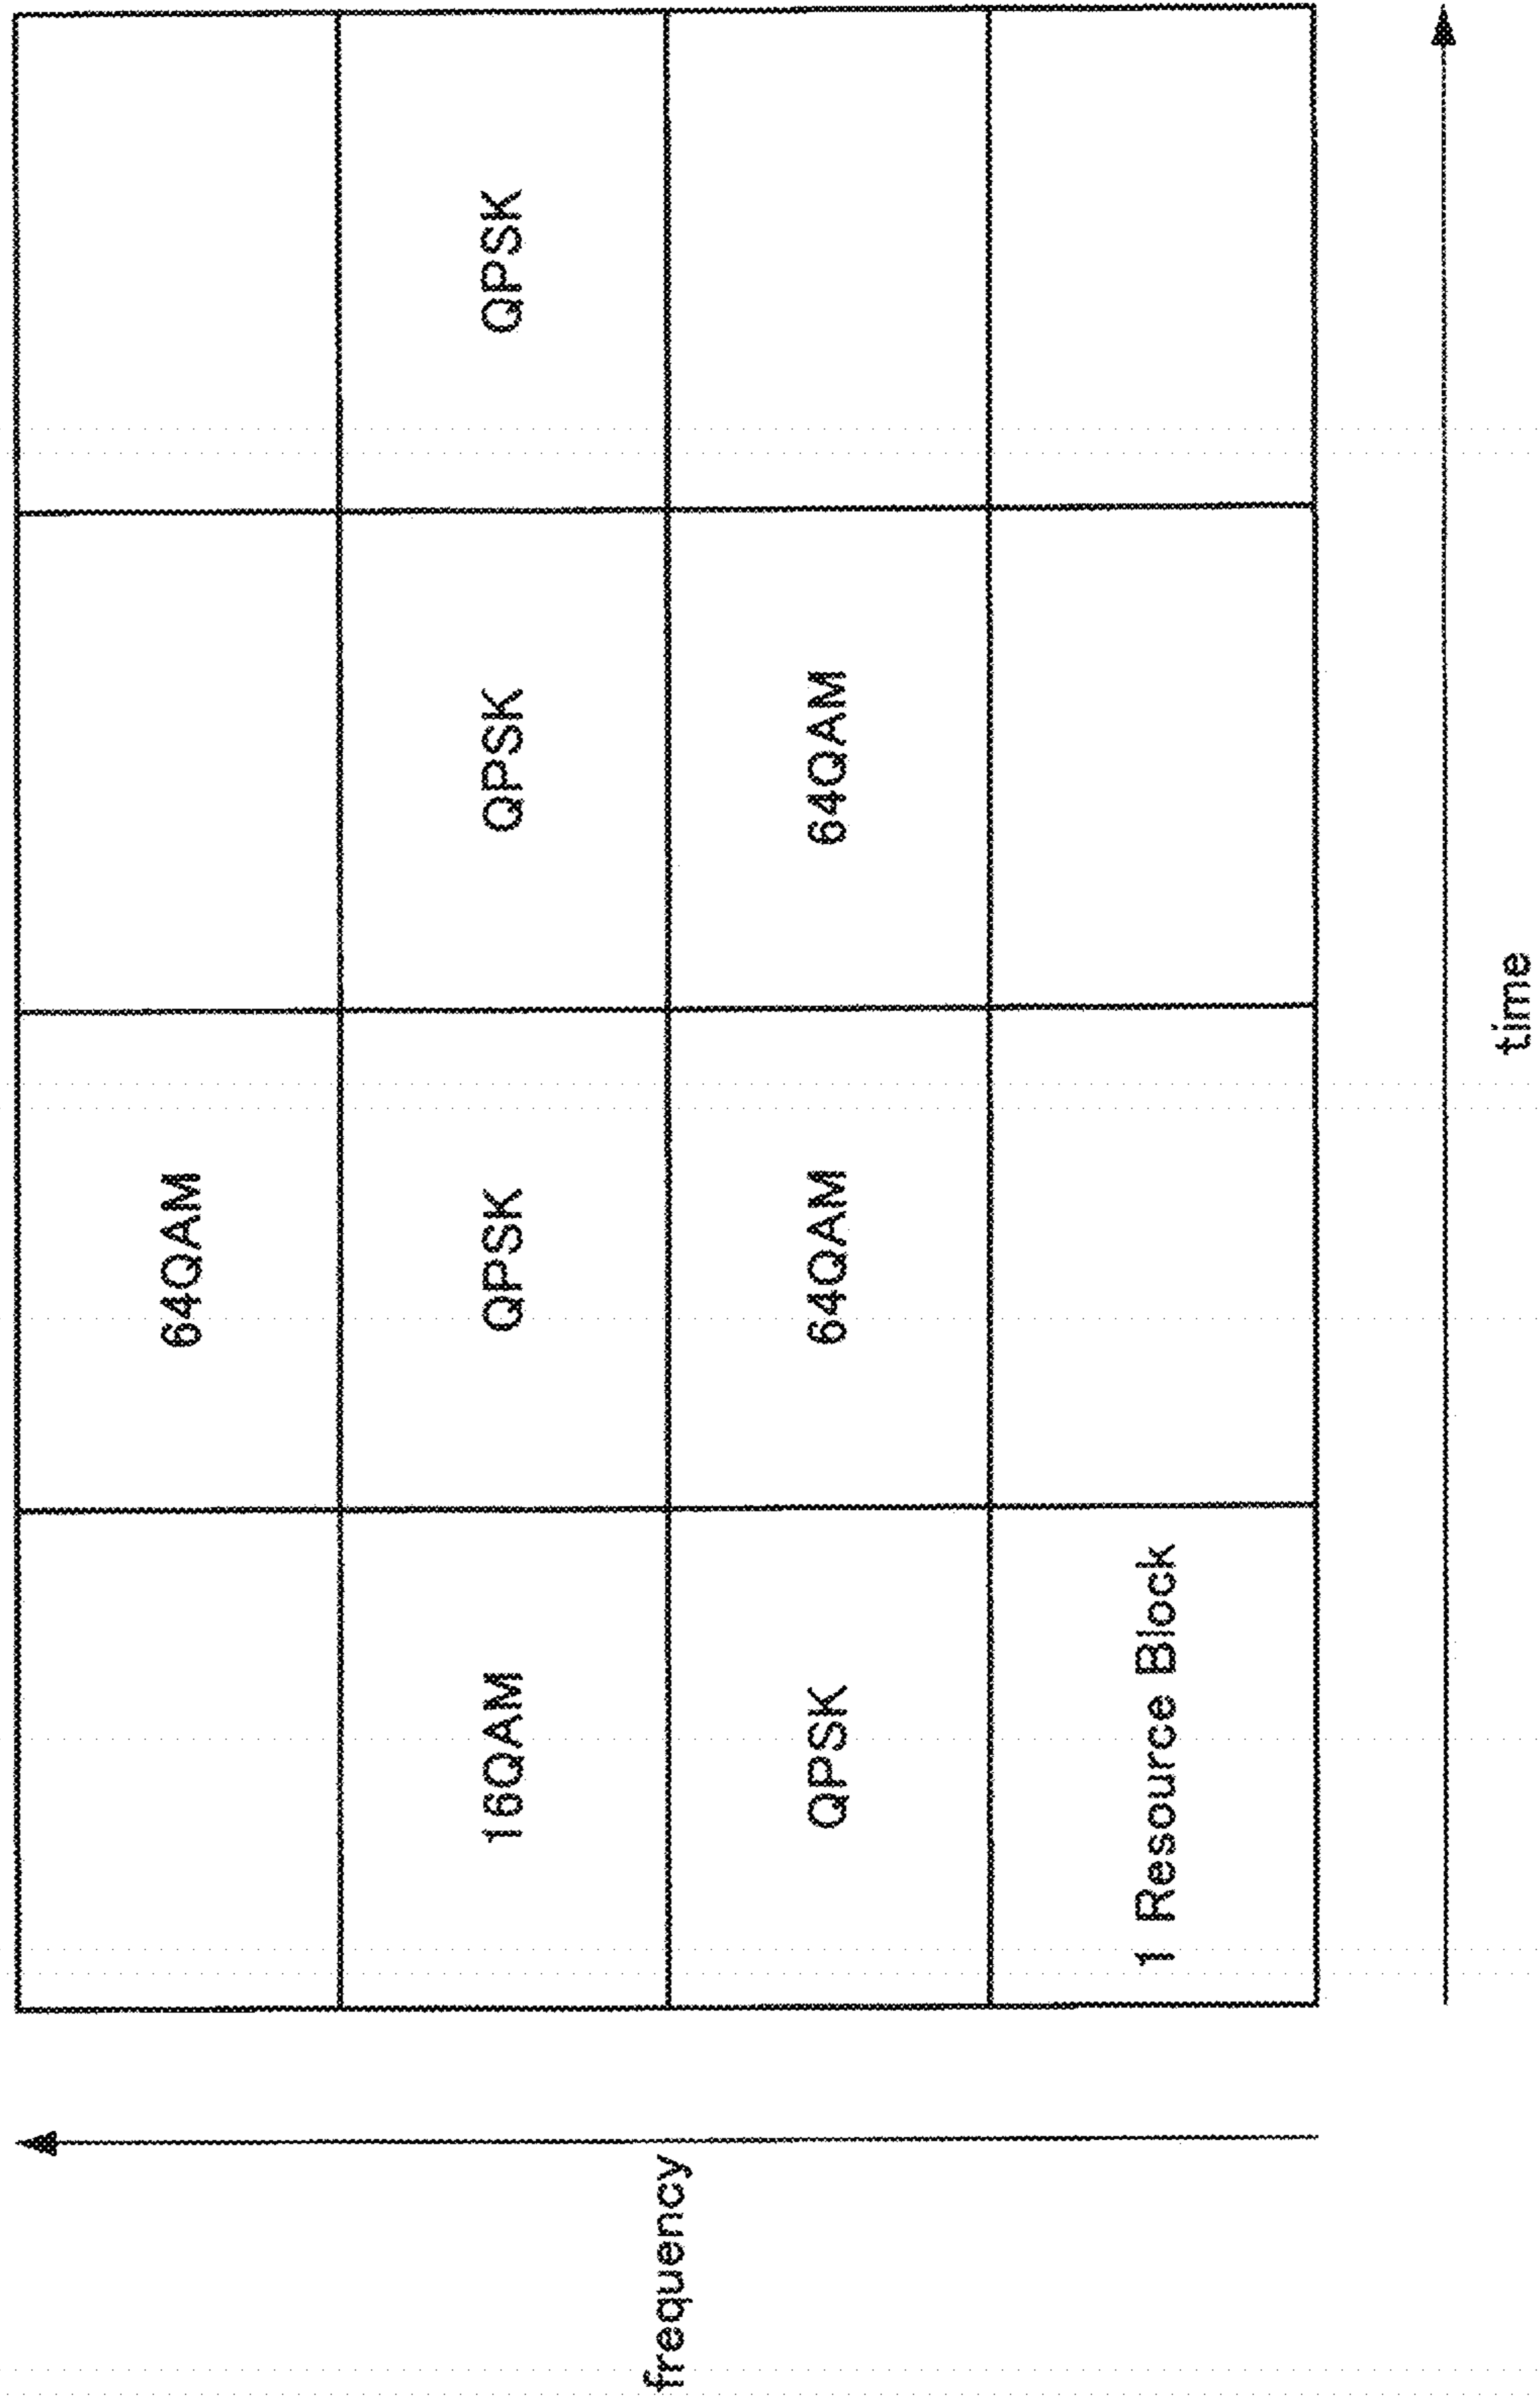 64QAM
16QAM QPSK QPSK QPSK
QPSK 64QAM 64QAM
1 Resource Block
frequency
time